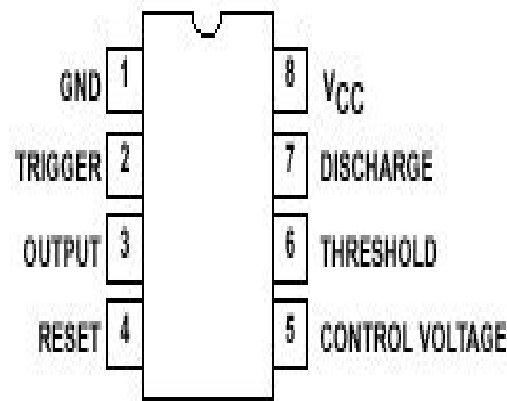 GND 1
8 VCC
TRIGGER 2
7 DISCHARGE
OUTPUT 3
6 THRESHOLD
RESET 4
5 CONTROL VOLTAGE